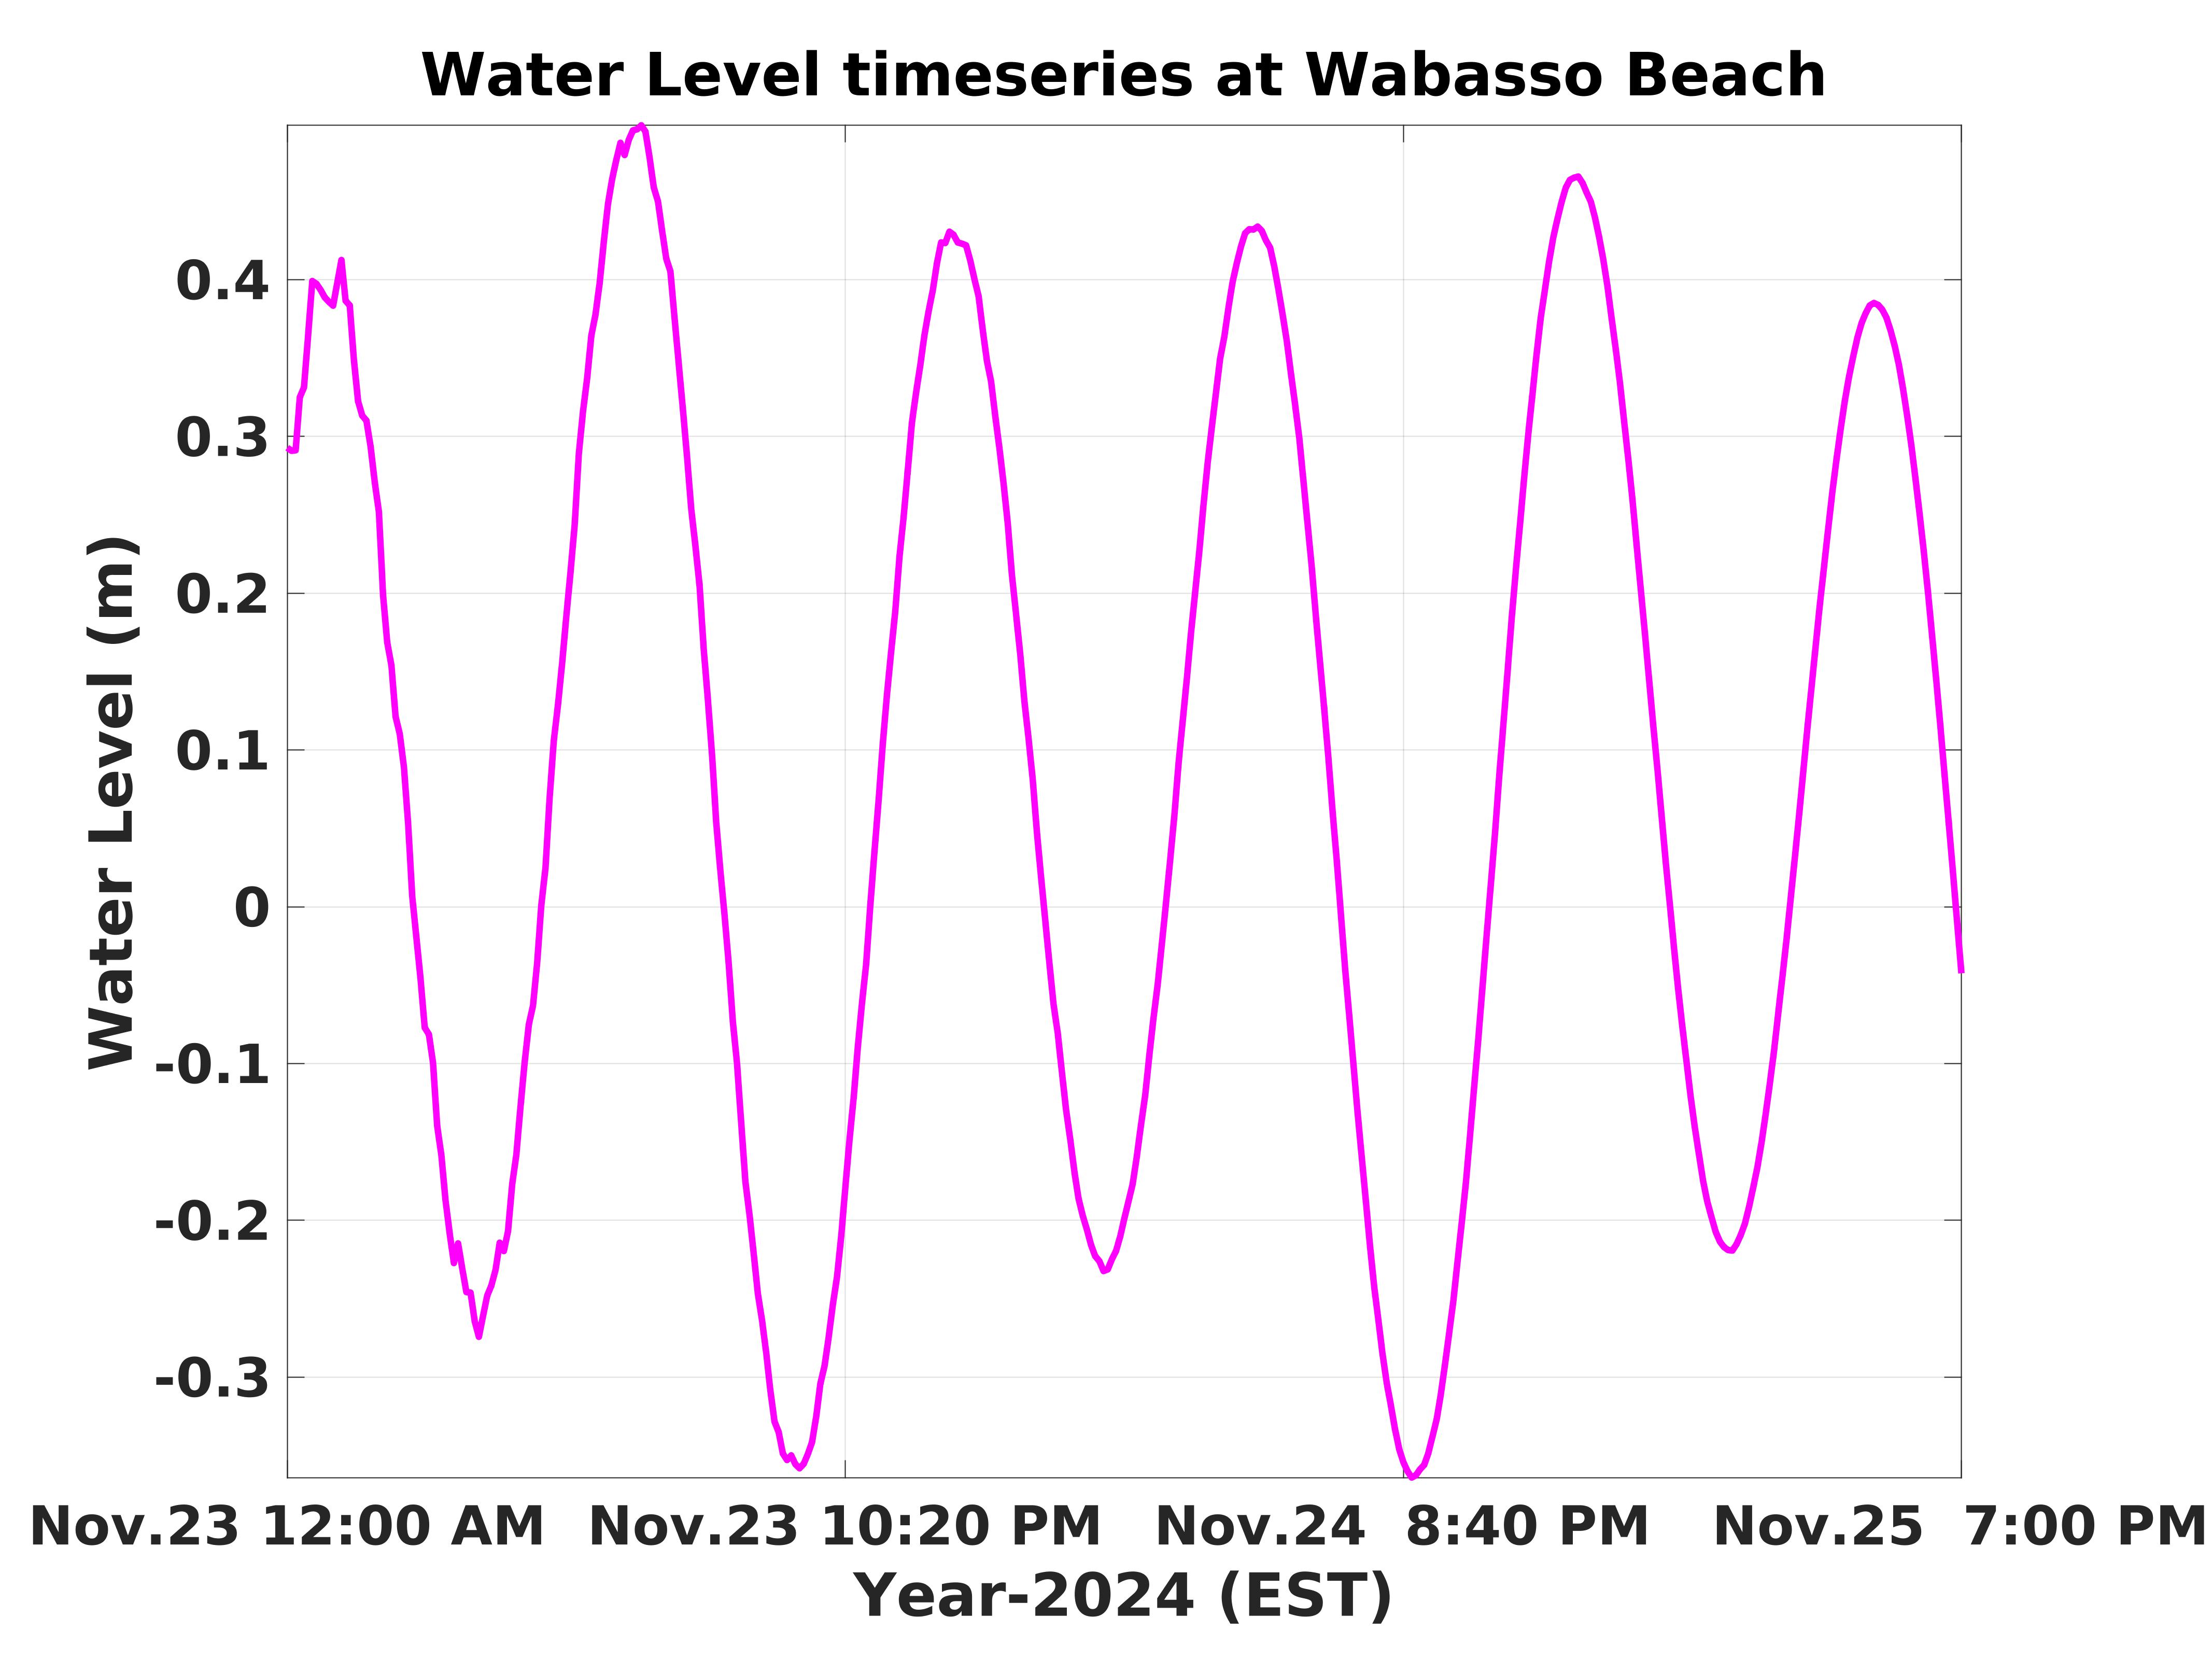 Water Level timeseries at Wabasso Beach
Water Level (m)
0.4
0.3
0.2
0.1
0
-0.1
-0.2
-0.3
Nov.23 12:00 AM Nov.23 10:20 PM Nov.24 8:40 PM Nov.25 7:00 PM
Year-2024 (EST)